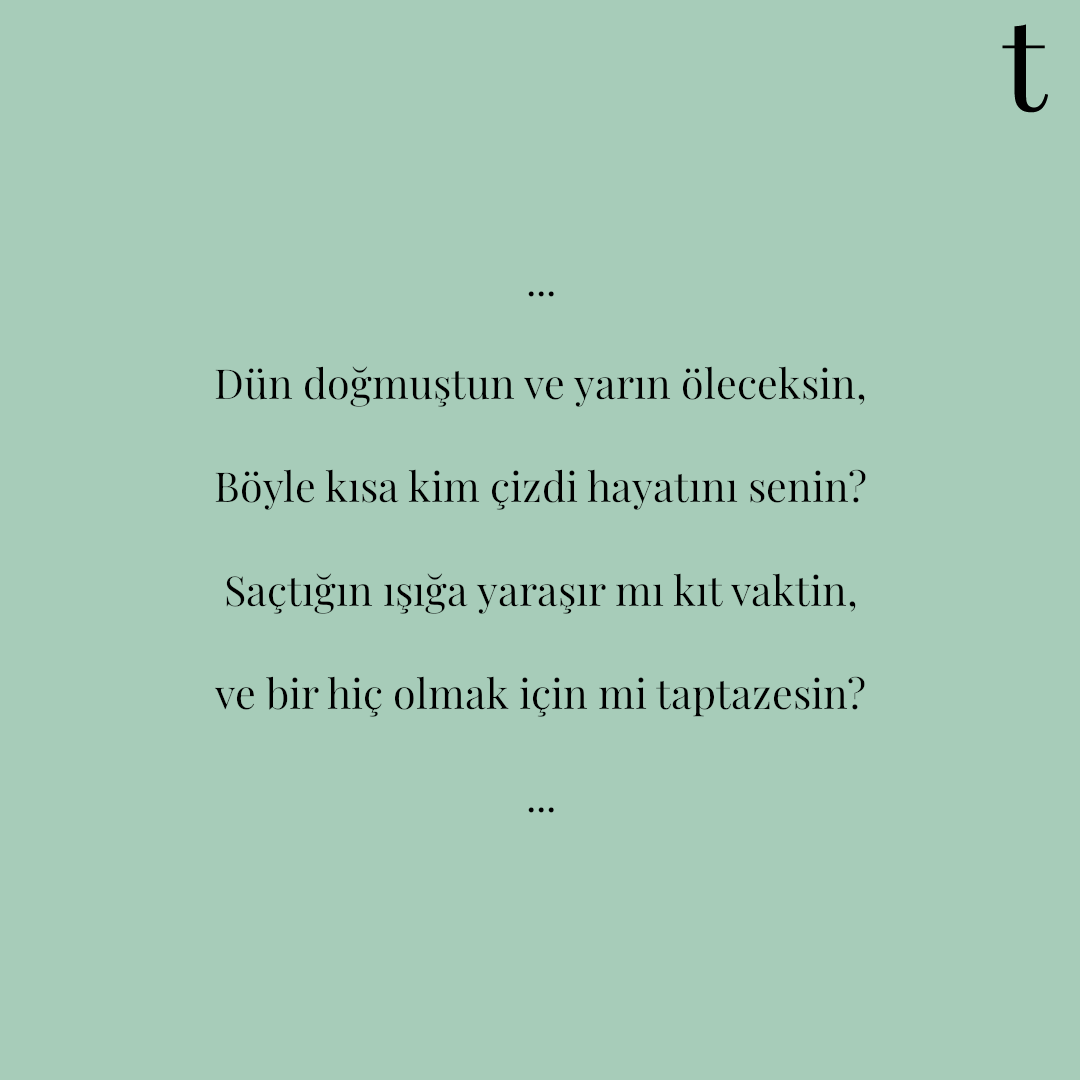 t
...
Dün doğmuştun ve yarın öleceksin,
Böyle kısa kim çizdi hayatını senin?
Saçtığın ışığa yaraşır mı kıt vaktin,
ve bir hiç olmak için mi taptazesin?
...